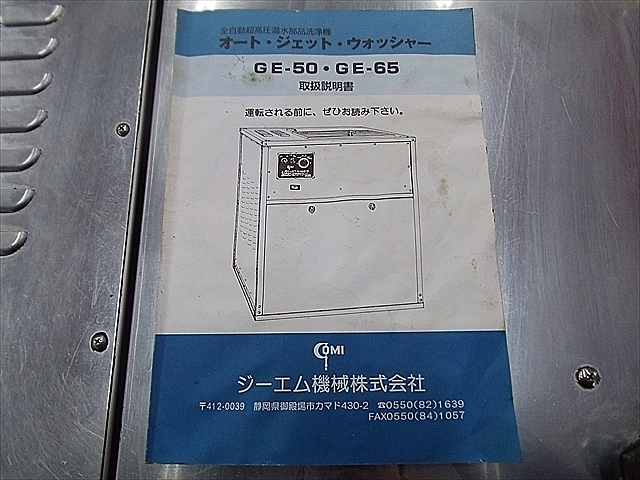 全自動超高圧温水部品洗浄機
オート・ジェット・ウォッシャー
GE-50・GE-65
取扱説明書
運転される前に、ぜひお読み下さい。
GOMI
ジーエム機械株式会社
〒412-0039 静岡県御殿場市カマド430-2 ☎0550(82)1639
FAX0550(84)1057